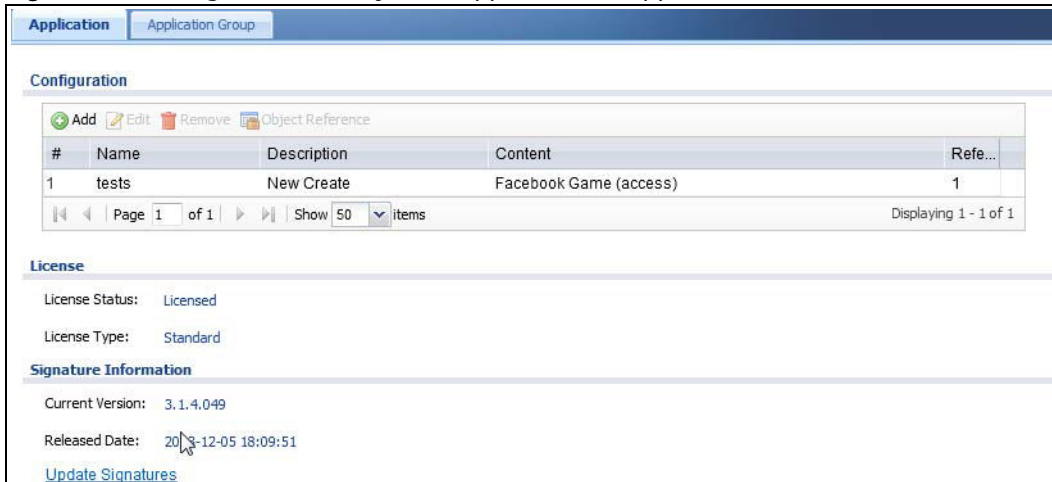 Application Application Group
Configuration
Add Edit Remove Object Reference
# Name Description Content Refe...
1 tests New Create Facebook Game (access) 1
Page 1 of 1 Show 50 items Displaying 1 - 1 of 1
License
License Status: Licensed
License Type: Standard
Signature Information
Current Version: 3.1.4.049
Released Date: 18:09:51
Update Signatures